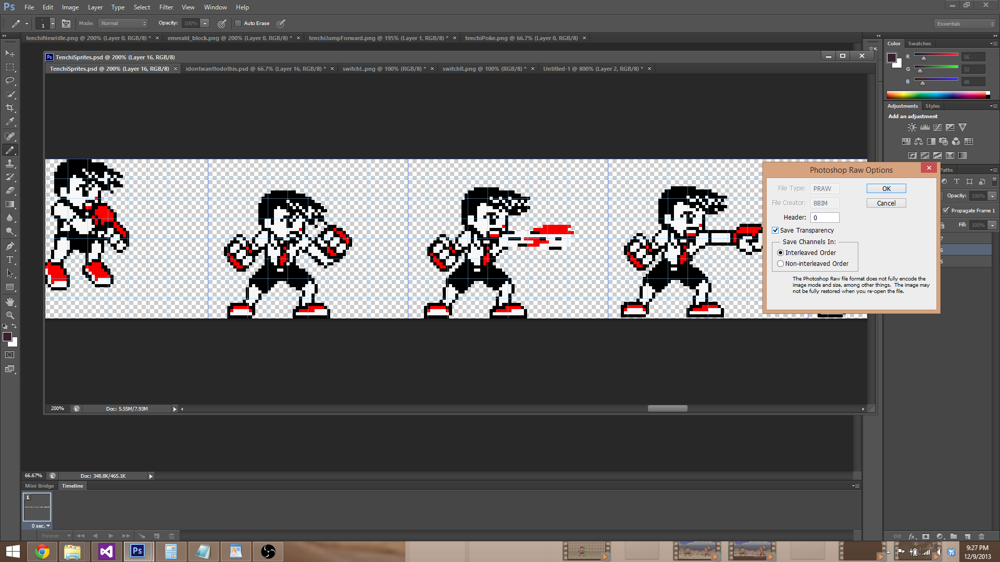 Ps File Edit Image Layer Type Select Filter View Window Help
1 Mode: Normal Opacity: 100% Auto Erase Essentials
tenchiNewIdle.png @ 200% (Layer 0, RGB/8) * × emerald_block.png @ 200% (Layer 0, RGB/8) * × tenchiJumpForward.png @ 195% (Layer 1, RGB/8) * × tenchiPoke.png @ 66.7% (Layer 0, RGB/8) ×
Ps TenchiSprites.psd @ 200% (Layer 16, RGB/8)
TenchiSprites.psd @ 200% (Layer 16, RGB/8) × idontwanttodothis.psd @ 66.7% (Layer 16, RGB/8) * × switchL.png @ 100% (RGB/8) * × switchR.png @ 100% (RGB/8) * × Untitled-1 @ 800% (Layer 2, RGB/8) * ×
Color Swatches
R 56
G 32
B 48
Adjustments Styles
Add an adjustment
Paths
Opacity: 100%
Propagate Frame 1
Fill: 100%
7
6
5
Photoshop Raw Options
File Type: PRAW OK
File Creator: 8BIM Cancel
Header: 0
Save Transparency
Save Channels In:
Interleaved Order
Non-interleaved Order
The Photoshop Raw file format does not fully encode the
image mode and size, among other things. The image may
not be fully restored when you re-open the file.
200% Doc: 5.55M/7.93M
66.67% Doc: 348.8K/465.1K
Mini Bridge Timeline
1
0 sec.
Forever
Ps
9:27 PM
12/9/2013